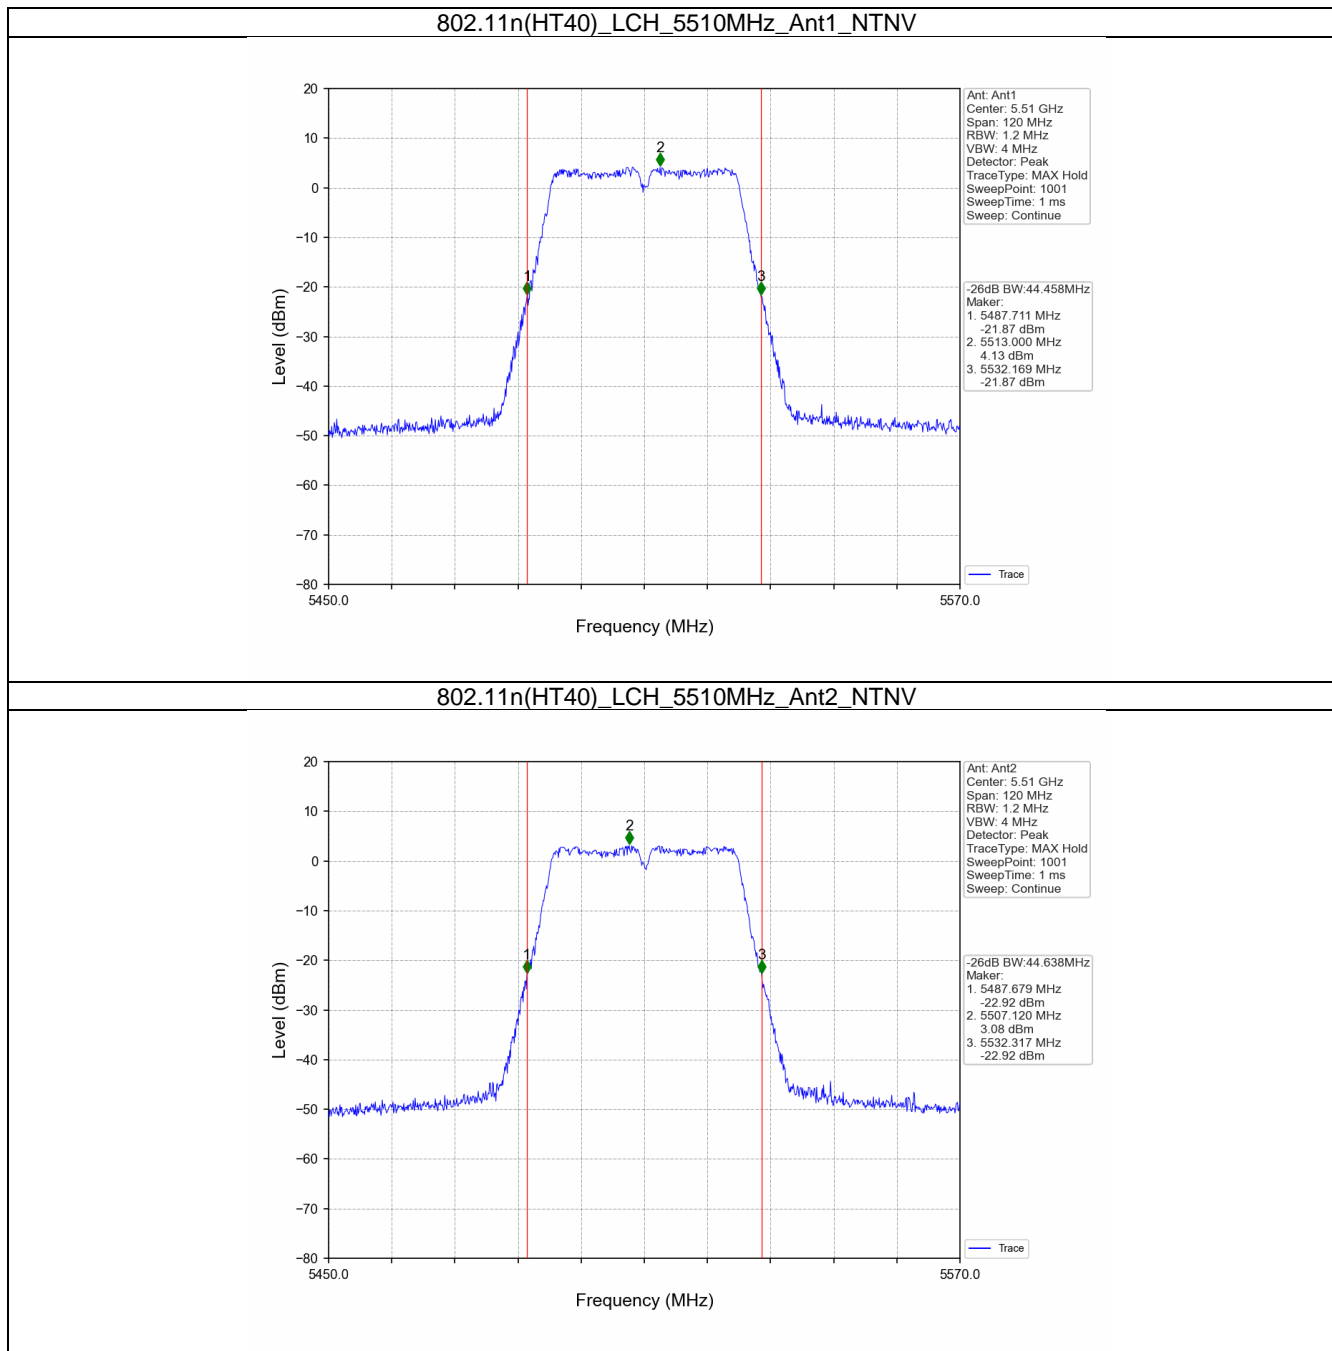 802.11n(HT40)_LCH_5510MHz_Ant1_NTNV
20
10
0
−10
−20
−30
−40
−50
−60
−70
−80
Level (dBm)
5450.0
5570.0
Frequency (MHz)
1
2
3
Ant: Ant1
Center: 5.51 GHz
Span: 120 MHz
RBW: 1.2 MHz
VBW: 4 MHz
Detector: Peak
TraceType: MAX Hold
SweepPoint: 1001
SweepTime: 1 ms
Sweep: Continue
-26dB BW:44.458MHz
Maker:
1. 5487.711 MHz
-21.87 dBm
2. 5513.000 MHz
4.13 dBm
3. 5532.169 MHz
-21.87 dBm
Trace
802.11n(HT40)_LCH_5510MHz_Ant2_NTNV
20
10
0
−10
−20
−30
−40
−50
−60
−70
−80
Level (dBm)
5450.0
5570.0
Frequency (MHz)
1
2
3
Ant: Ant2
Center: 5.51 GHz
Span: 120 MHz
RBW: 1.2 MHz
VBW: 4 MHz
Detector: Peak
TraceType: MAX Hold
SweepPoint: 1001
SweepTime: 1 ms
Sweep: Continue
-26dB BW:44.638MHz
Maker:
1. 5487.679 MHz
-22.92 dBm
2. 5507.120 MHz
3.08 dBm
3. 5532.317 MHz
-22.92 dBm
Trace